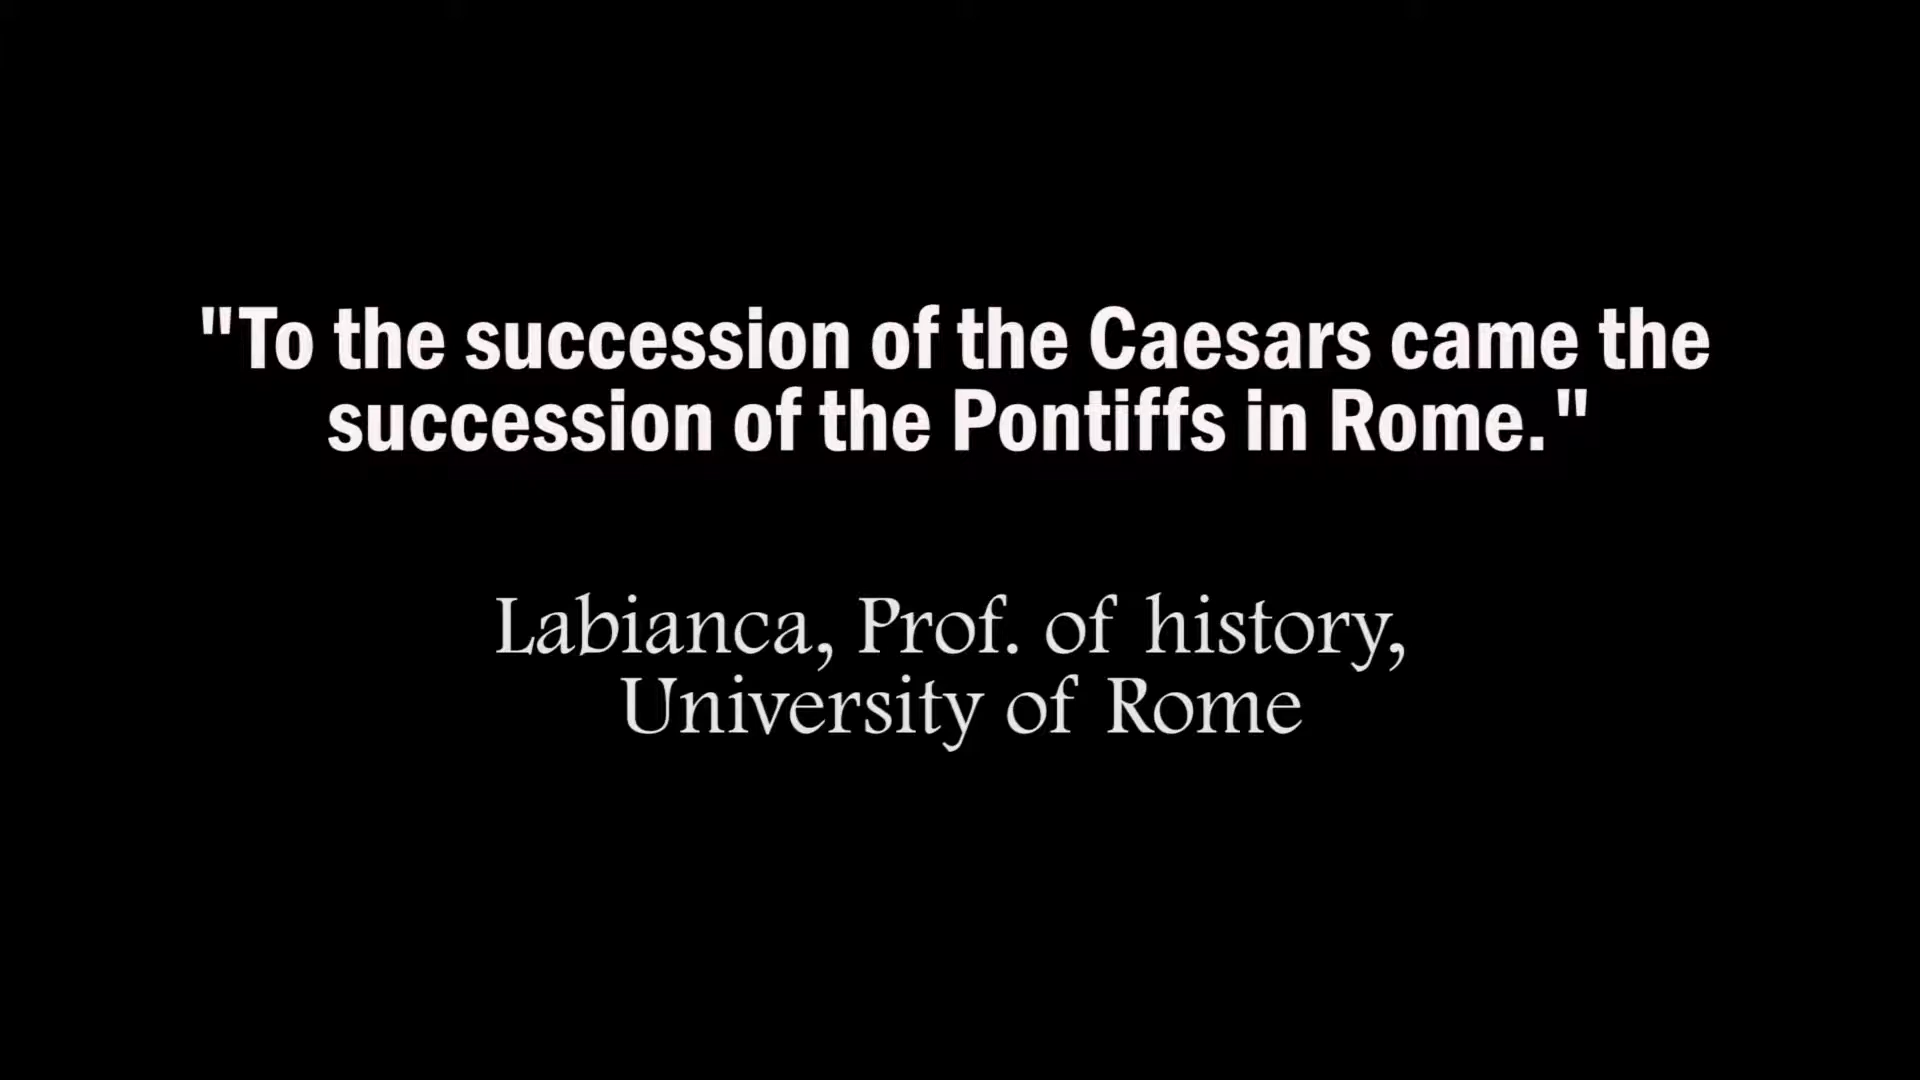 "To the succession of the Caesars came the
succession of the Pontiffs in Rome."
Labianca, Prof. of history,
University of Rome